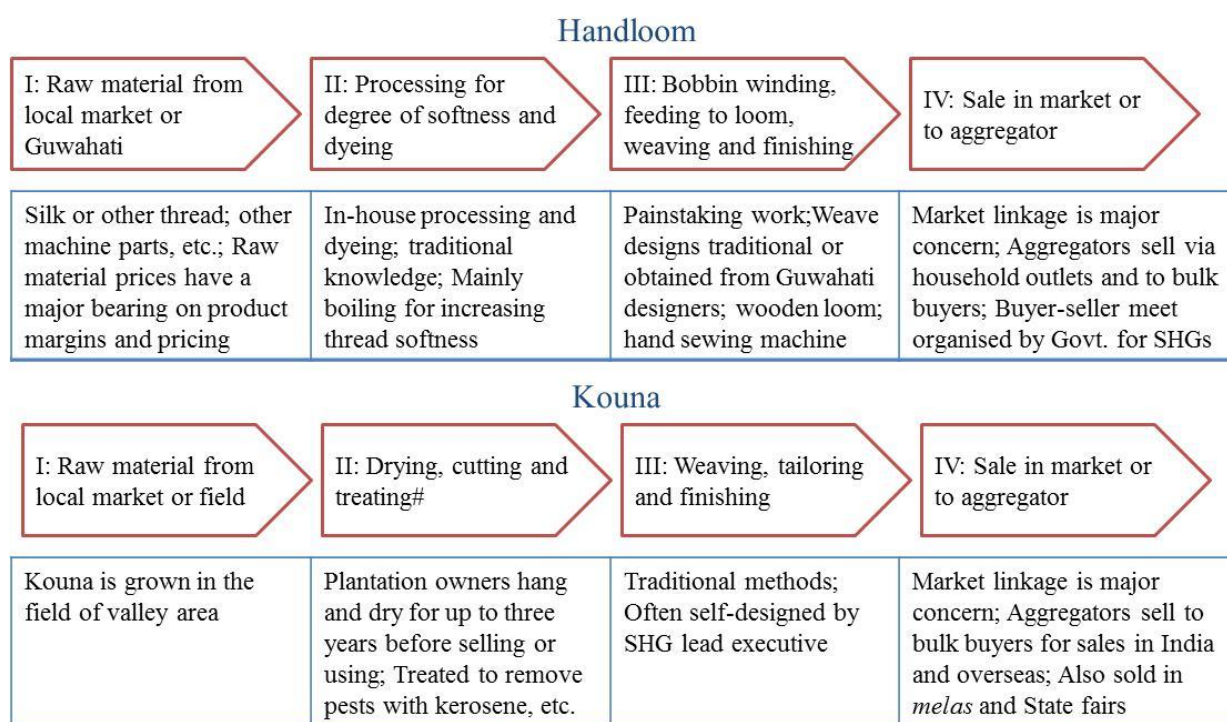 Handloom
I: Raw material from
local market or
Guwahati
II: Processing for
degree of softness and
dyeing
III: Bobbin winding,
feeding to loom,
weaving and finishing
IV: Sale in market or
to aggregator
Silk or other thread; other
machine parts, etc.; Raw
material prices have a
major bearing on product
margins and pricing
In-house processing and
dyeing; traditional
knowledge; Mainly
boiling for increasing
thread softness
Painstaking work;Weave
designs traditional or
obtained from Guwahati
designers; wooden loom;
hand sewing machine
Market linkage is major
concern; Aggregators sell via
household outlets and to bulk
buyers; Buyer-seller meet
organised by Govt. for SHGs
Kouna
I: Raw material from
local market or field
II: Drying, cutting and
treating#
III: Weaving, tailoring
and finishing
IV: Sale in market or
to aggregator
Kouna is grown in the
field of valley area
Plantation owners hang
and dry for up to three
years before selling or
using; Treated to remove
pests with kerosene, etc.
Traditional methods;
Often self-designed by
SHG lead executive
Market linkage is major
concern; Aggregators sell to
bulk buyers for sales in India
and overseas; Also sold in
melas and State fairs